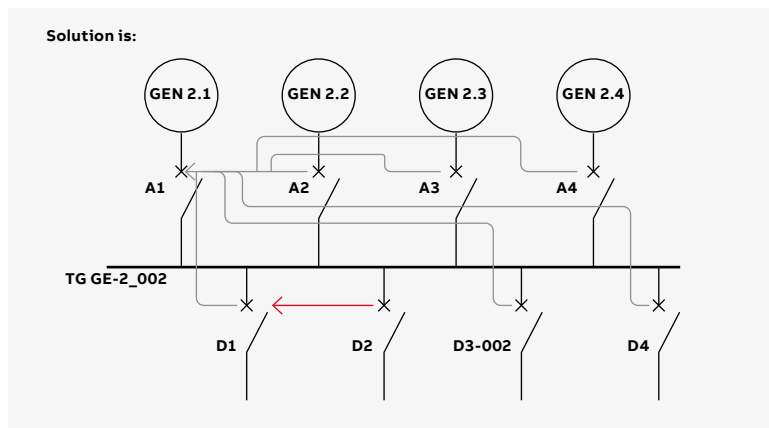 Solution is:
GEN 2.1 GEN 2.2 GEN 2.3 GEN 2.4
A1 A2 A3 A4
TG GE-2_002
D1 D2 D3-002 D4